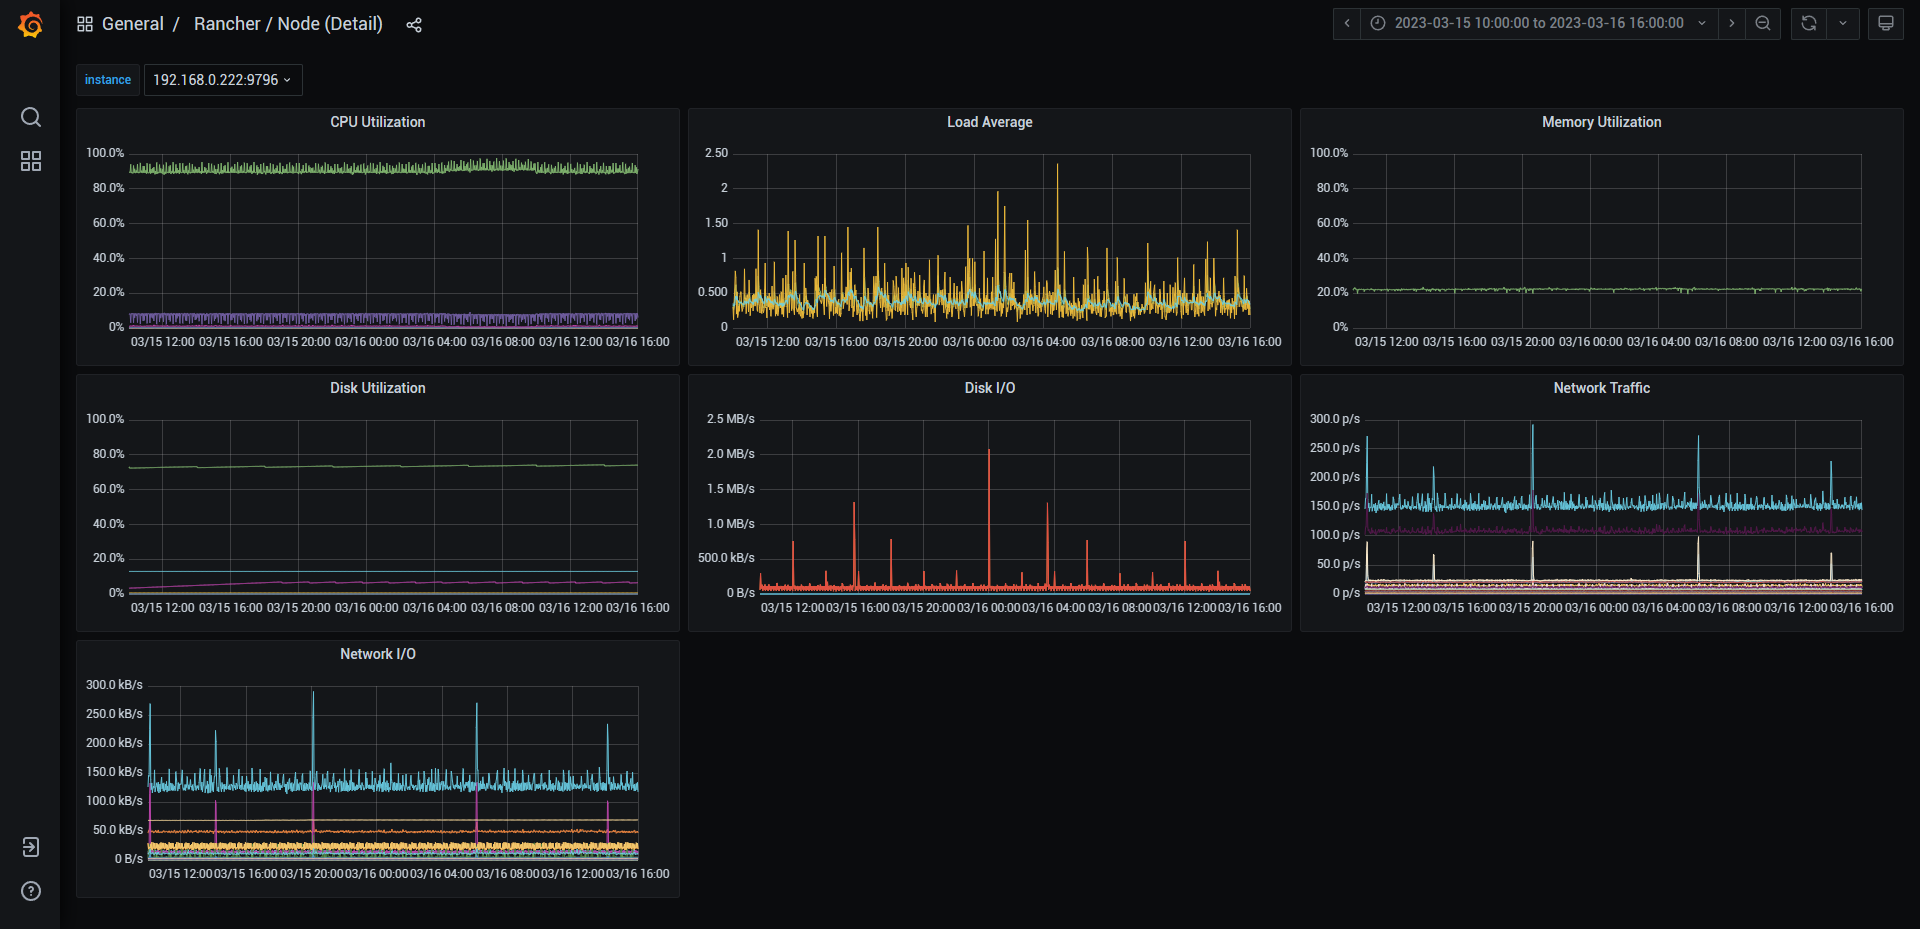 General / Rancher / Node (Detail)
2023-03-15 10:00:00 to 2023-03-16 16:00:00
instance
192.168.0.222:9796
CPU Utilization
100.0%
80.0%
60.0%
40.0%
20.0%
0%
03/15 12:00 03/15 16:00 03/15 20:00 03/16 00:00 03/16 04:00 03/16 08:00 03/16 12:00 03/16 16:00
Load Average
2.50
2
1.50
1
0.500
0
03/15 12:00 03/15 16:00 03/15 20:00 03/16 00:00 03/16 04:00 03/16 08:00 03/16 12:00 03/16 16:00
Memory Utilization
100.0%
80.0%
60.0%
40.0%
20.0%
0%
03/15 12:00 03/15 16:00 03/15 20:00 03/16 00:00 03/16 04:00 03/16 08:00 03/16 12:00 03/16 16:00
Disk Utilization
100.0%
80.0%
60.0%
40.0%
20.0%
0%
03/15 12:00 03/15 16:00 03/15 20:00 03/16 00:00 03/16 04:00 03/16 08:00 03/16 12:00 03/16 16:00
Disk I/O
2.5 MB/s
2.0 MB/s
1.5 MB/s
1.0 MB/s
500.0 kB/s
0 B/s
03/15 12:00 03/15 16:00 03/15 20:00 03/16 00:00 03/16 04:00 03/16 08:00 03/16 12:00 03/16 16:00
Network Traffic
300.0 p/s
250.0 p/s
200.0 p/s
150.0 p/s
100.0 p/s
50.0 p/s
0 p/s
03/15 12:00 03/15 16:00 03/15 20:00 03/16 00:00 03/16 04:00 03/16 08:00 03/16 12:00 03/16 16:00
Network I/O
300.0 kB/s
250.0 kB/s
200.0 kB/s
150.0 kB/s
100.0 kB/s
50.0 kB/s
0 B/s
03/15 12:00 03/15 16:00 03/15 20:00 03/16 00:00 03/16 04:00 03/16 08:00 03/16 12:00 03/16 16:00